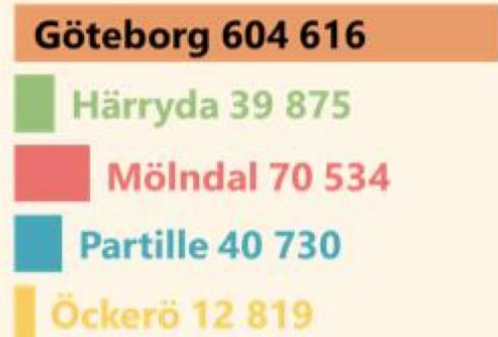 Göteborg 604 616
Härryda 39 875
Mölndal 70 534
Partille 40 730
Öckerö 12 819